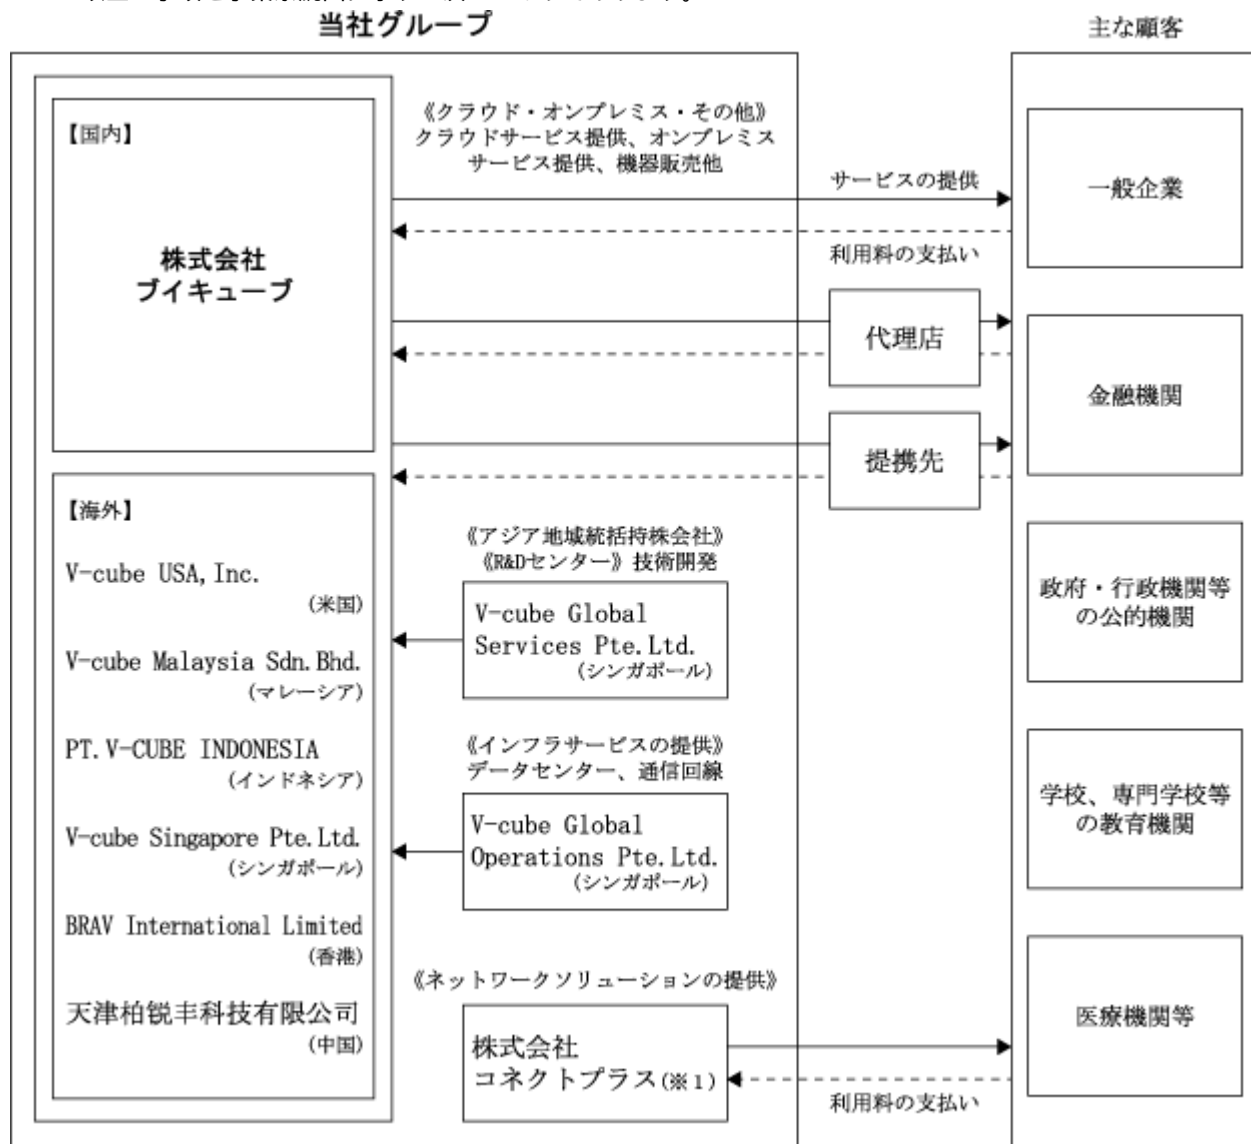 当社グループ
主な顧客
【国内】
株式会社
ブイキューブ
《クラウド・オンプレミス・その他》
クラウドサービス提供、オンプレミス
サービス提供、機器販売他
サービスの提供
利用料の支払い
代理店
提携先
【海外】
V-cube USA,Inc.
(米国)
V-cube Malaysia Sdn.Bhd.
(マレーシア)
PT.V-CUBE INDONESIA
(インドネシア)
V-cube Singapore Pte.Ltd.
(シンガポール)
BRAV International Limited
(香港)
天津柏锐丰科技有限公司
(中国)
《アジア地域統括持株会社》
《R&Dセンター》技術開発
V-cube Global
Services Pte.Ltd.
(シンガポール)
《インフラサービスの提供》
データセンター、通信回線
V-cube Global
Operations Pte.Ltd.
(シンガポール)
《ネットワークソリューションの提供》
株式会社
コネクトプラス(※1)
利用料の支払い
一般企業
金融機関
政府・行政機関等
の公的機関
学校、専門学校等
の教育機関
医療機関等